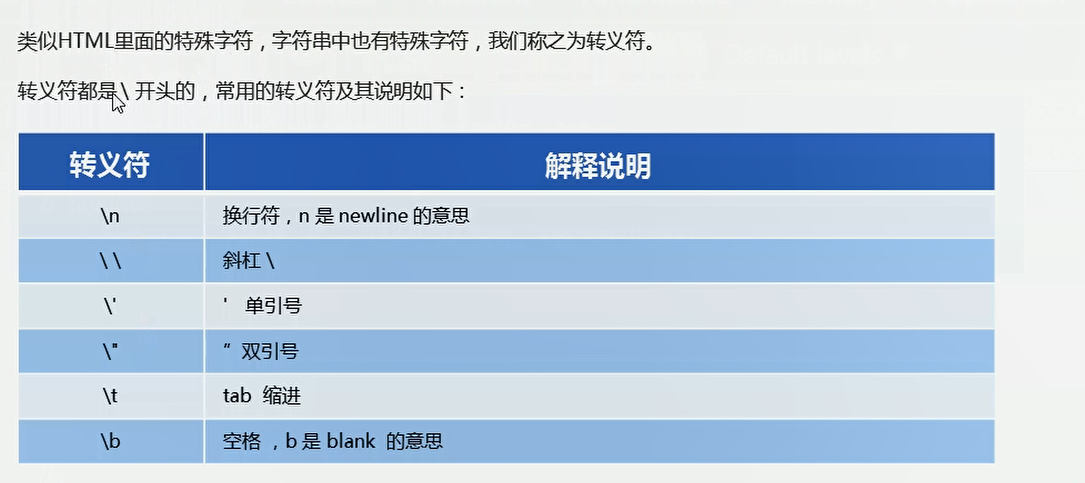 类似HTML里面的特殊字符，字符串中也有特殊字符，我们称之为转义符。
转义符都是 \ 开头的，常用的转义符及其说明如下：
转义符 解释说明
\n 换行符，n 是 newline 的意思
\ \ 斜杠 \
\' ' 单引号
\" ” 双引号
\t tab 缩进
\b 空格 ，b 是 blank 的意思